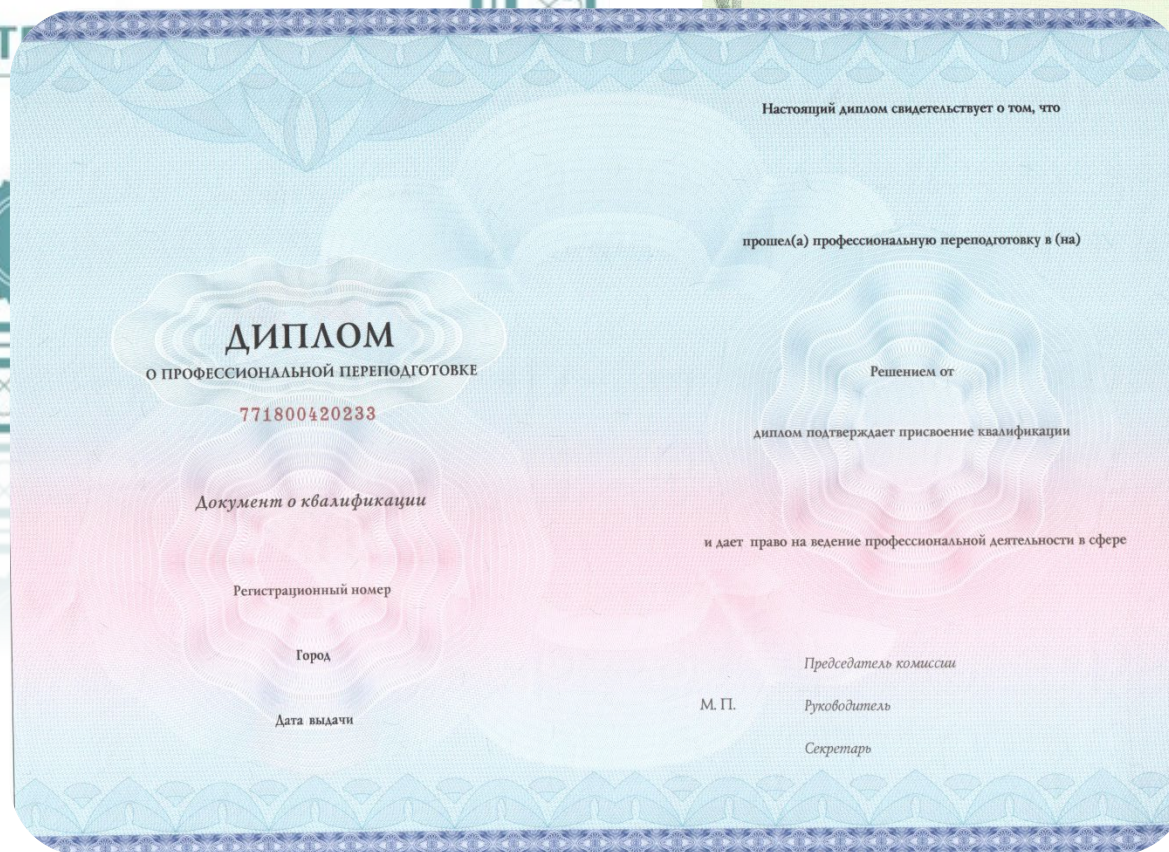 ДИПЛОМ
О ПРОФЕССИОНАЛЬНОЙ ПЕРЕПОДГОТОВКЕ
771800420233
Документ о квалификации
Регистрационный номер
Город
Дата выдачи
Настоящий диплом свидетельствует о том, что
прошел(а) профессиональную переподготовку в (на)
Решением от
диплом подтверждает присвоение квалификации
и дает право на ведение профессиональной деятельности в сфере
Председатель комиссии
М. П.
Руководитель
Секретарь